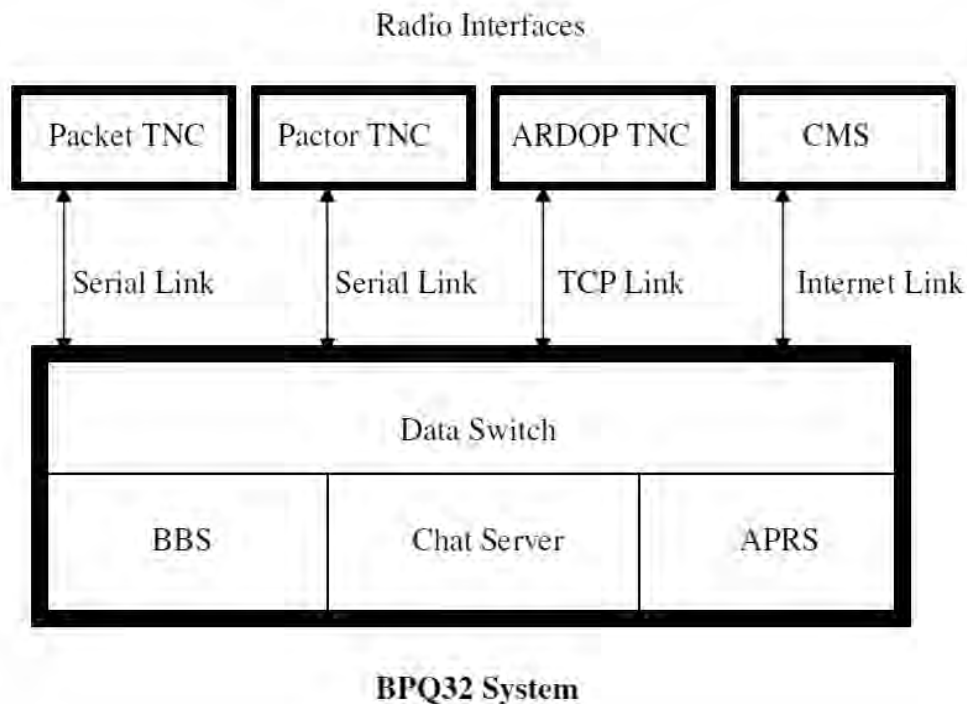 Radio Interfaces
Packet TNC
Pactor TNC
ARDOP TNC
CMS
Serial Link
Serial Link
TCP Link
Internet Link
Data Switch
BBS
Chat Server
APRS
BPQ32 System